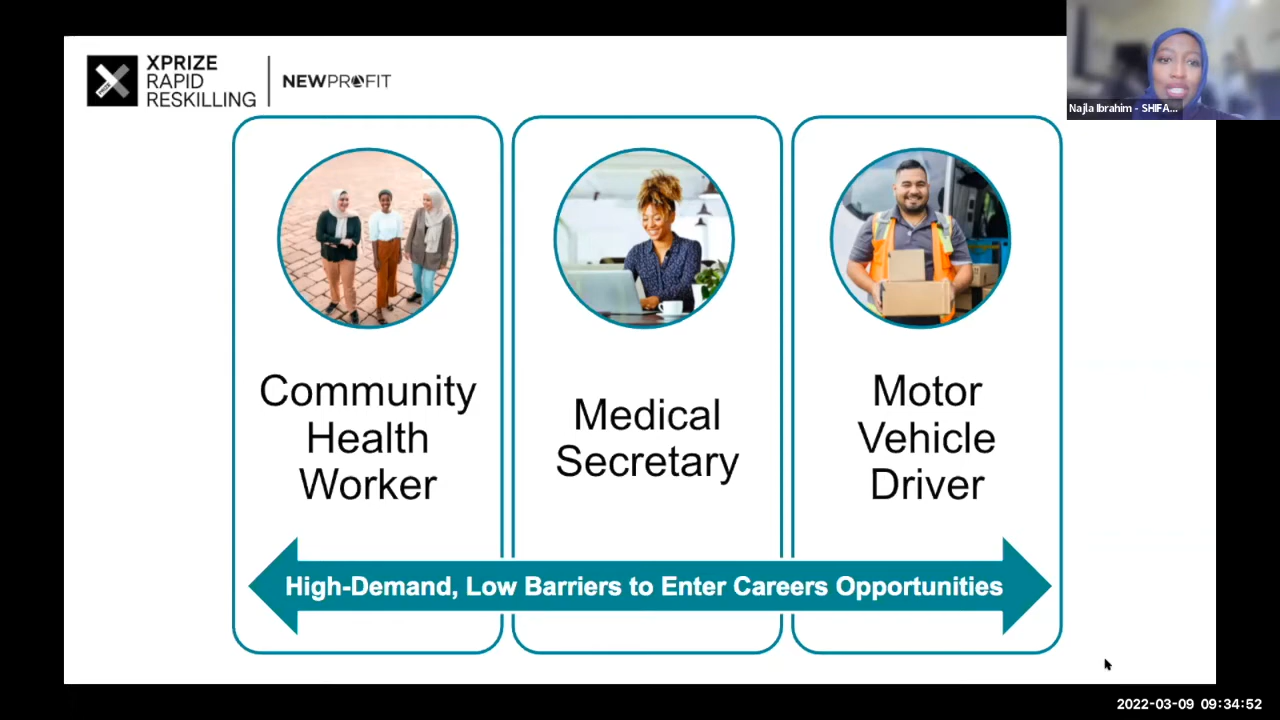 XPRIZE
RAPID
RESKILLING
NEWPROFIT
Najla Ibrahim - SHIFA...
Community
Health
Worker
Medical
Secretary
Motor
Vehicle
Driver
High-Demand, Low Barriers to Enter Careers Opportunities
2022-03-09 09:34:52